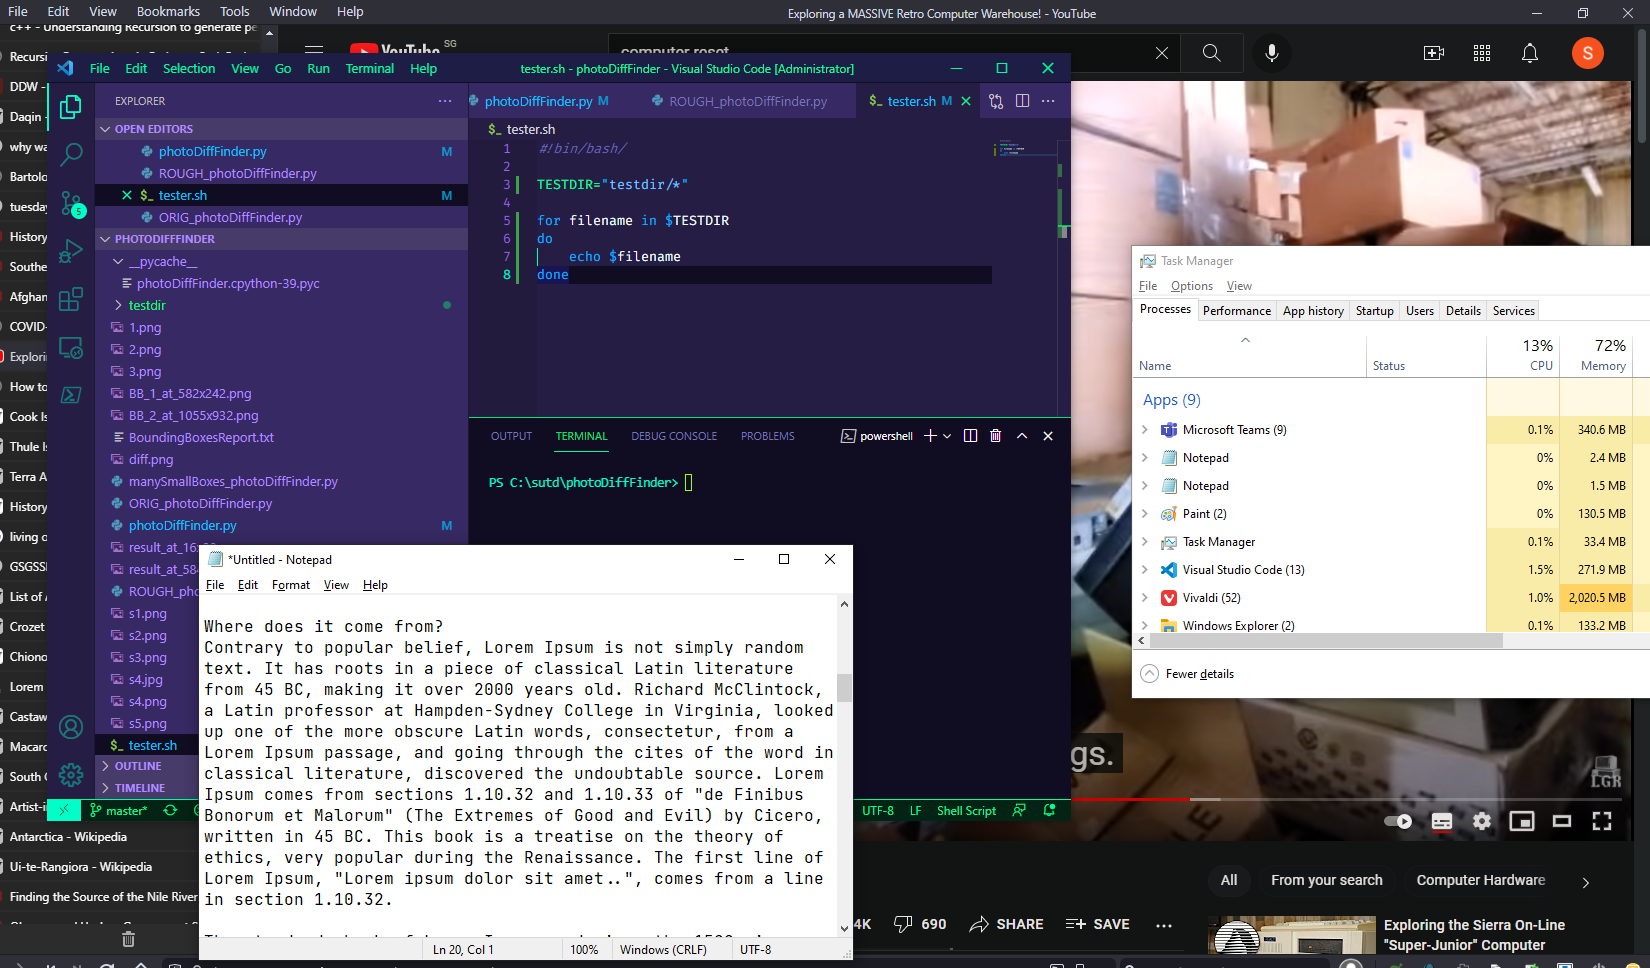 File Edit View Bookmarks Tools Window Help
Exploring a MASSIVE Retro Computer Warehouse! - YouTube
c++ - Understanding Recursion to generate pe
Recurs
DDW -
Daqin
why wa
Bartolo
tuesday
History
Southe
Afghan
COVID-
Explori
How to
Cook Is
Thule Is
Terra A
History
living o
GSGSS
List of
Crozet
Chiono
Lorem
Castaw
Macaro
South
Artist-i
Antarctica - Wikipedia
Ui-te-Rangiora - Wikipedia
Finding the Source of the Nile River
YouTube SG
computer reset
S
File Edit Selection View Go Run Terminal Help
tester.sh - photoDiffFinder - Visual Studio Code [Administrator]
5
EXPLORER
OPEN EDITORS
photoDiffFinder.py M
ROUGH_photoDiffFinder.py
$_ tester.sh M
ORIG_photoDiffFinder.py
PHOTODIFFFINDER
__pycache__
photoDiffFinder.cpython-39.pyc
testdir
1.png
2.png
3.png
BB_1_at_582x242.png
BB_2_at_1055x932.png
BoundingBoxesReport.txt
diff.png
manySmallBoxes_photoDiffFinder.py
ORIG_photoDiffFinder.py
photoDiffFinder.py M
result_at_16
result_at_584
ROUGH_pho
s1.png
s2.png
s3.png
s4.jpg
s4.png
s5.png
$_ tester.sh
OUTLINE
TIMELINE
master*
photoDiffFinder.py M ROUGH_photoDiffFinder.py $_ tester.sh M
$_ tester.sh
1 #!bin/bash/
2
3 TESTDIR="testdir/*"
4
5 for filename in $TESTDIR
6 do
7 echo $filename
8 done
OUTPUT TERMINAL DEBUG CONSOLE PROBLEMS powershell
PS C:\sutd\photoDiffFinder>
UTF-8 LF Shell Script
*Untitled - Notepad
File Edit Format View Help
Where does it come from?
Contrary to popular belief, Lorem Ipsum is not simply random
text. It has roots in a piece of classical Latin literature
from 45 BC, making it over 2000 years old. Richard McClintock,
a Latin professor at Hampden-Sydney College in Virginia, looked
up one of the more obscure Latin words, consectetur, from a
Lorem Ipsum passage, and going through the cites of the word in
classical literature, discovered the undoubtable source. Lorem
Ipsum comes from sections 1.10.32 and 1.10.33 of "de Finibus
Bonorum et Malorum" (The Extremes of Good and Evil) by Cicero,
written in 45 BC. This book is a treatise on the theory of
ethics, very popular during the Renaissance. The first line of
Lorem Ipsum, "Lorem ipsum dolor sit amet..", comes from a line
in section 1.10.32.
Ln 20, Col 1 100% Windows (CRLF) UTF-8
Task Manager
File Options View
Processes Performance App history Startup Users Details Services
13% 72%
Name Status CPU Memory
Apps (9)
Microsoft Teams (9) 0.1% 340.6 MB
Notepad 0% 2.4 MB
Notepad 0% 1.5 MB
Paint (2) 0% 130.5 MB
Task Manager 0.1% 33.4 MB
Visual Studio Code (13) 1.5% 271.9 MB
Vivaldi (52) 1.0% 2,020.5 MB
Windows Explorer (2) 0.1% 133.2 MB
Fewer details
gs.
LGR
4K 690 SHARE SAVE
All From your search Computer Hardware
Exploring the Sierra On-Line
"Super-Junior" Computer